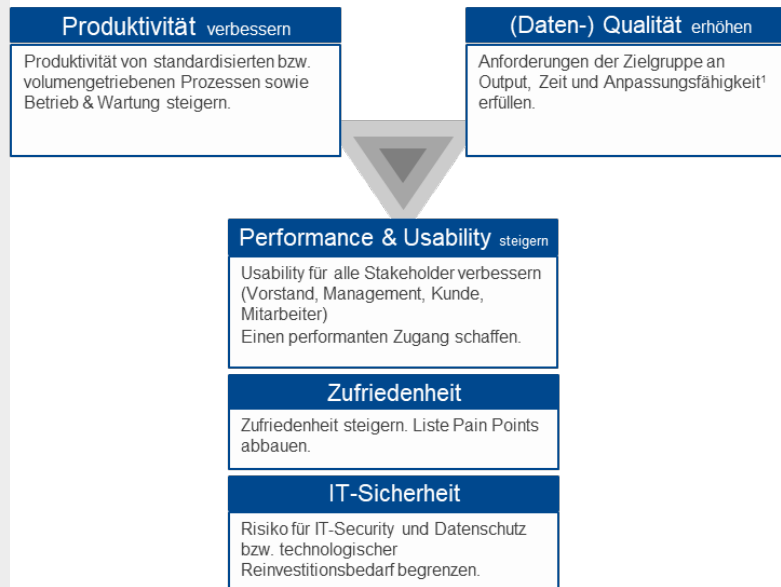 Produktivität verbessern
Produktivität von standardisierten bzw.
volumengetriebenen Prozessen sowie
Betrieb & Wartung steigern.
(Daten-) Qualität erhöhen
Anforderungen der Zielgruppe an
Output, Zeit und Anpassungsfähigkeit¹
erfüllen.
Performance & Usability steigern
Usability für alle Stakeholder verbessern
(Vorstand, Management, Kunde,
Mitarbeiter)
Einen performanten Zugang schaffen.
Zufriedenheit
Zufriedenheit steigern. Liste Pain Points
abbauen.
IT-Sicherheit
Risiko für IT-Security und Datenschutz
bzw. technologischer
Reinvestitionsbedarf begrenzen.